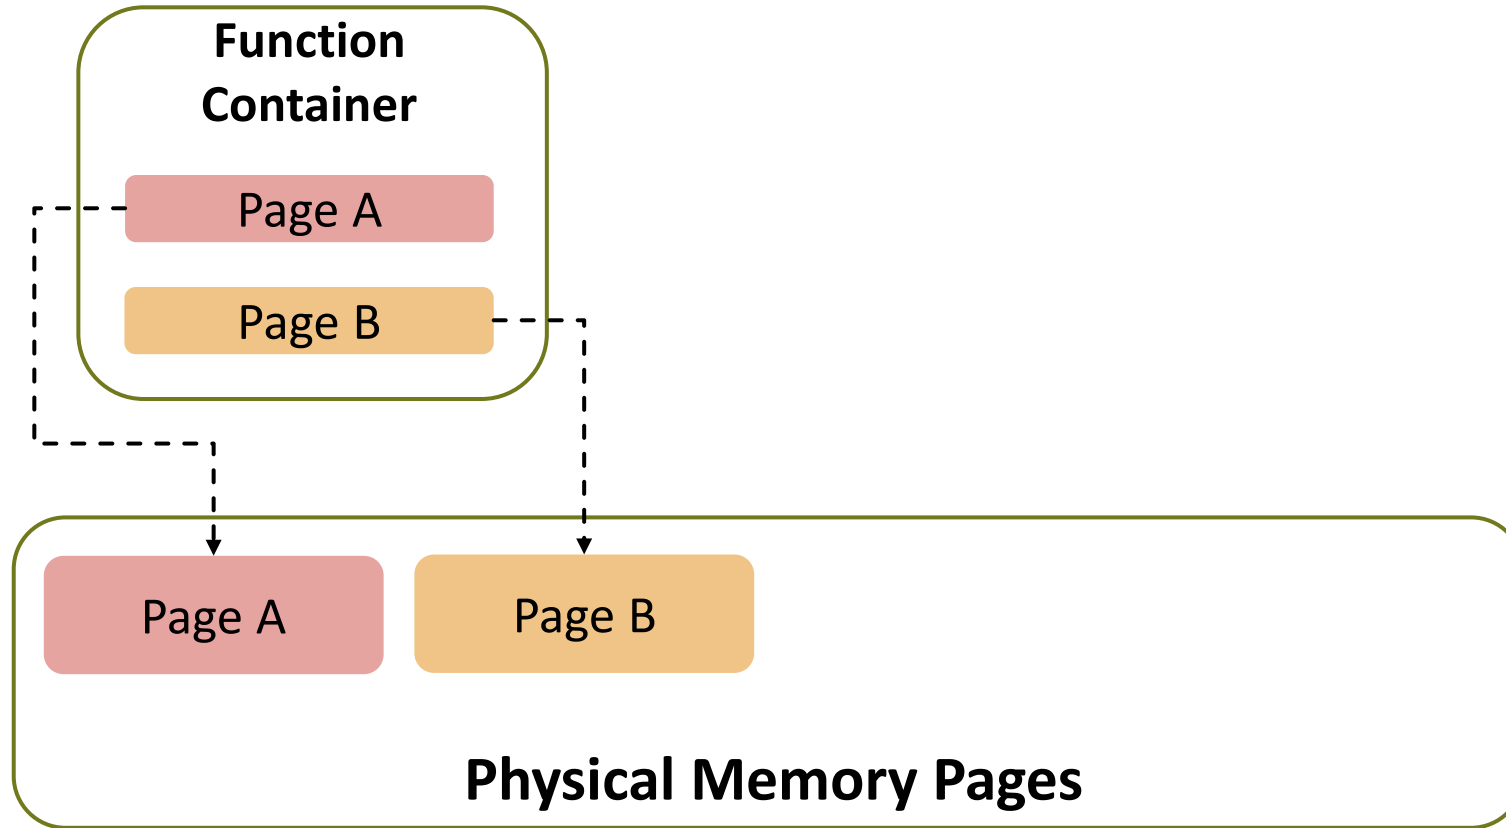 Function
Container
Page A
Page B
Page A
Page B
Physical Memory Pages